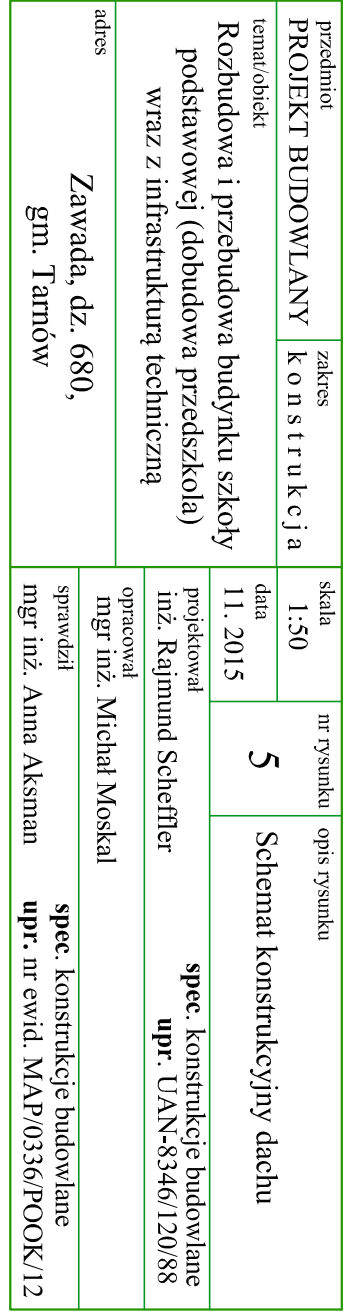 przedmiot
PROJEKT BUDOWLANY
zakres
konstrukcja
skala
1:50
nr rysunku
5
opis rysunku
Schemat konstrukcyjny dachu
temat/obiekt
Rozbudowa i przebudowa budynku szkoły
podstawowej (dobudowa przedszkola)
wraz z infrastrukturą techniczną
data
11. 2015
projektował
inż. Rajmund Scheffler
spec. konstrukcje budowlane
upr. UAN-8346/120/88
adres
Zawada, dz. 680,
gm. Tarnów
opracował
mgr inż. Michał Moskal
sprawdził
mgr inż. Anna Aksman
spec. konstrukcje budowlane
upr. nr ewid. MAP/0336/POOK/12